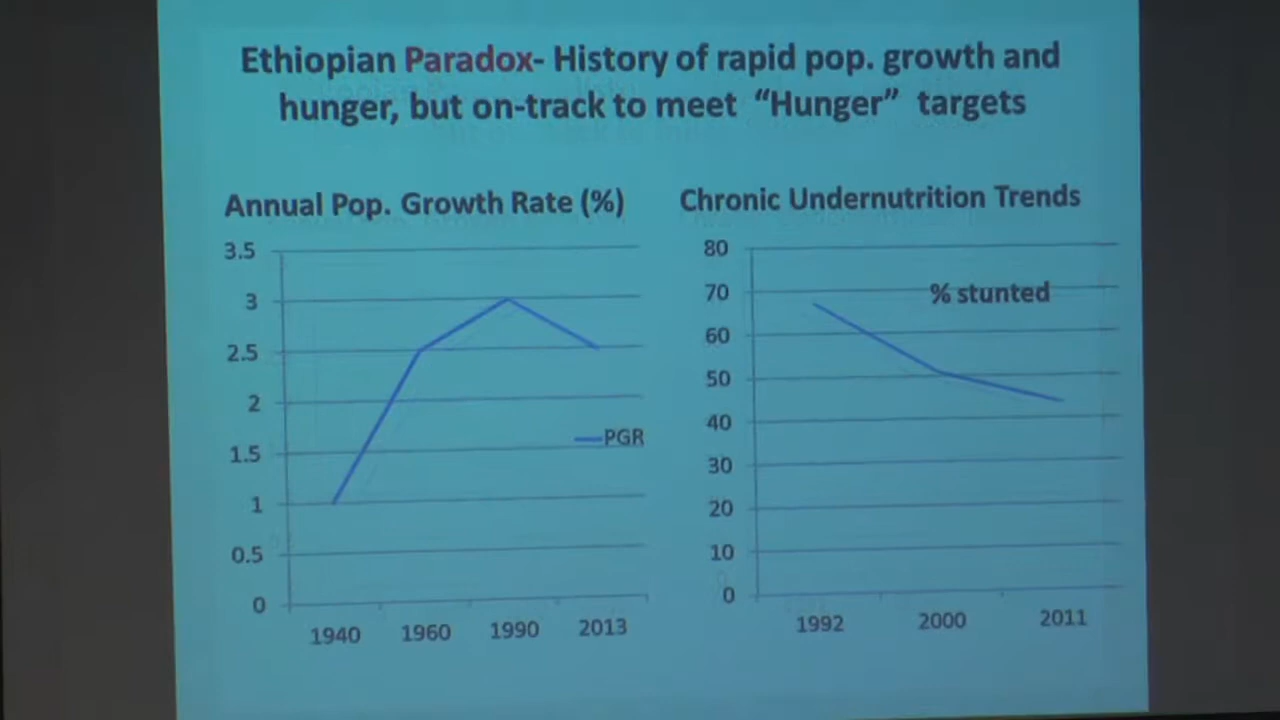 Ethiopian Paradox- History of rapid pop. growth and
hunger, but on-track to meet “Hunger” targets
Annual Pop. Growth Rate (%)
3.5
3
2.5
2
1.5
1
0.5
0
1940 1960 1990 2013
PGR
Chronic Undernutrition Trends
80
70
60
50
40
30
20
10
0
1992 2000 2011
% stunted